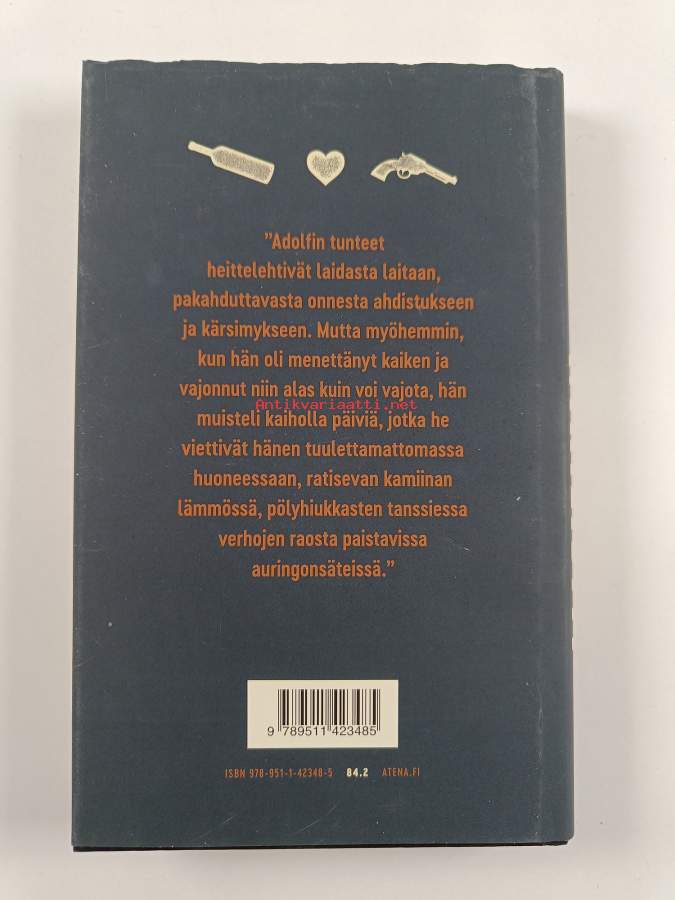 ”Adolfin tunteet
heittelehtivät laidasta laitaan,
pakahduttavasta onnesta ahdistukseen
ja kärsimykseen. Mutta myöhemmin,
kun hän oli menettänyt kaiken ja
vajonnut niin alas kuin voi vajota, hän
Antikvariaatti.net
muisteli kaiholla päiviä, jotka he
viettivät hänen tuulettamattomassa
huoneessaan, ratisevan kamiinan
lämmössä, pölyhiukkasten tanssiessa
verhojen raosta paistavissa
auringonsäteissä.”
9 789511 423485
ISBN 978-951-1-42348-5 84.2 ATENA.FI